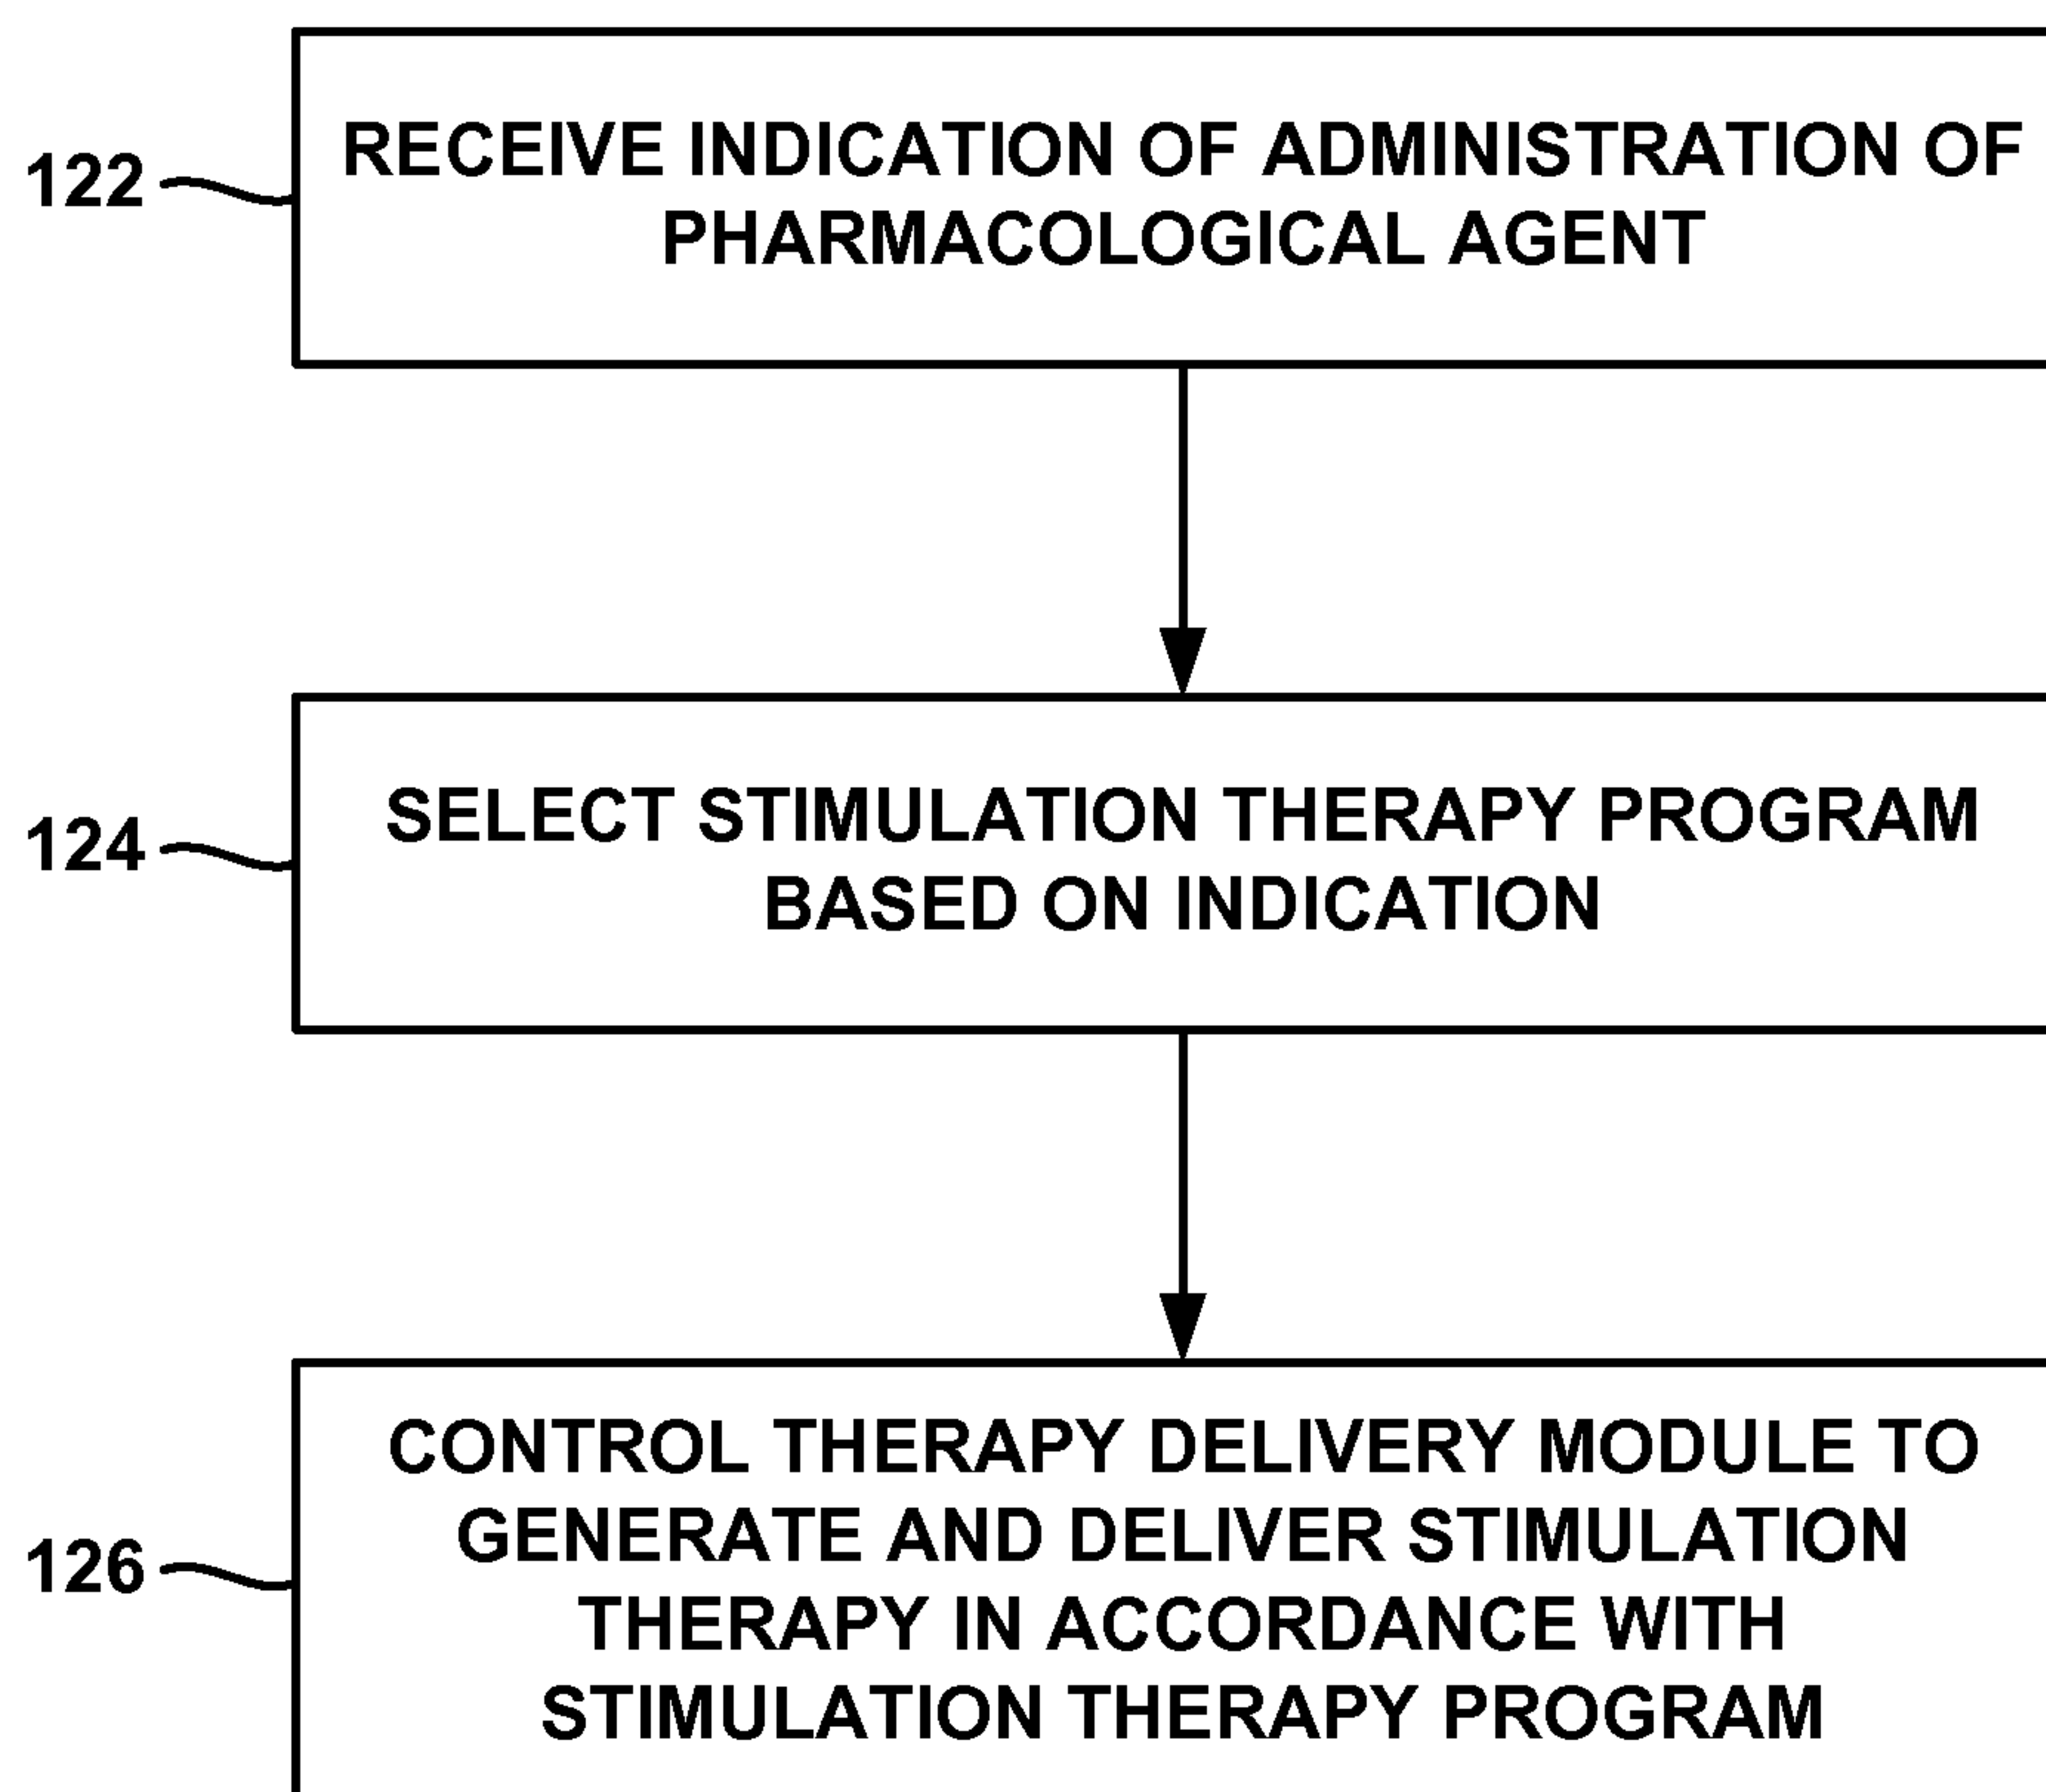 122
RECEIVE INDICATION OF ADMINISTRATION OF
PHARMACOLOGICAL AGENT
124
SELECT STIMULATION THERAPY PROGRAM
BASED ON INDICATION
126
CONTROL THERAPY DELIVERY MODULE TO
GENERATE AND DELIVER STIMULATION
THERAPY IN ACCORDANCE WITH
STIMULATION THERAPY PROGRAM